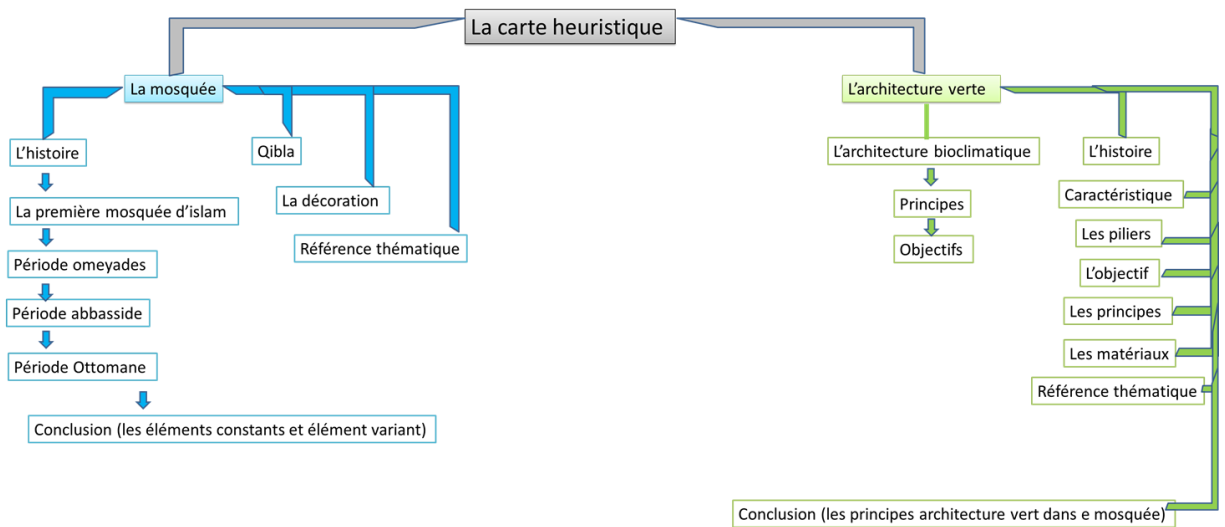 La carte heuristique
La mosquée
L'histoire
La première mosquée d'islam
Période omeyades
Période abbasside
Période Ottomane
Conclusion (les éléments constants et élément variant)
Qibla
La décoration
Référence thématique
L'architecture verte
L'architecture bioclimatique
Principes
Objectifs
L'histoire
Caractéristique
Les piliers
L'objectif
Les principes
Les matériaux
Référence thématique
Conclusion (les principes architecture vert dans e mosquée)